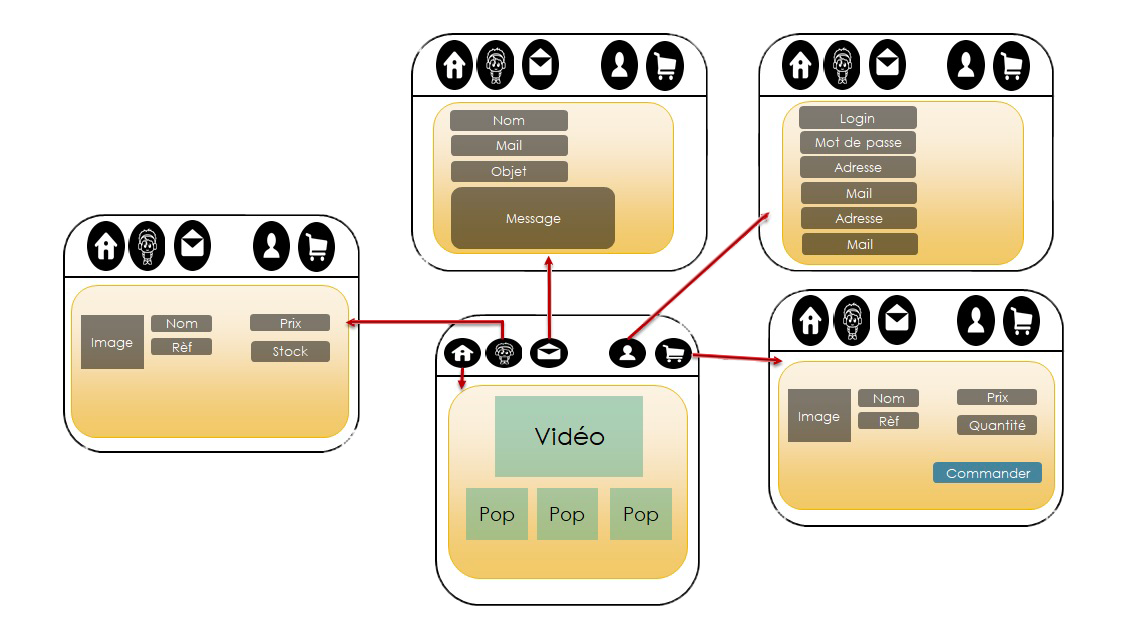 Nom
Mail
Objet
Message
Login
Mot de passe
Adresse
Mail
Adresse
Mail
Image
Nom
Rèf
Prix
Stock
Vidéo
Pop
Pop
Pop
Image
Nom
Rèf
Prix
Quantité
Commander